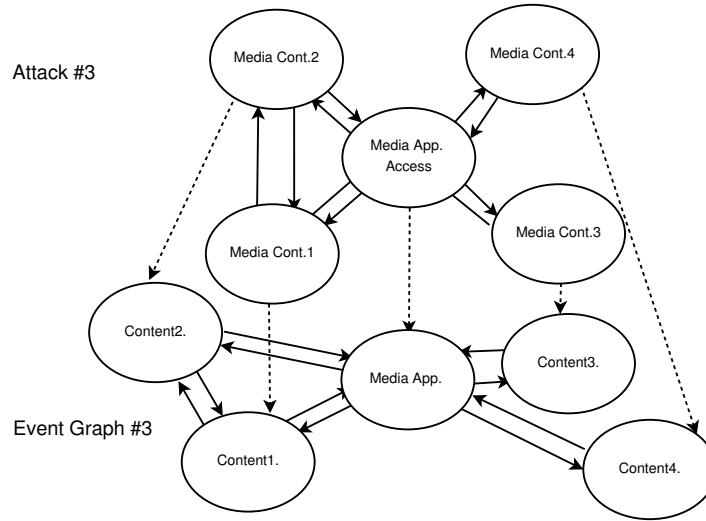 Media Cont.2
Media Cont.4
Attack #3
Media App.
Access
Media Cont.1
Media Cont.3
Content2.
Content3.
Media App.
Event Graph #3
Content1.
Content4.